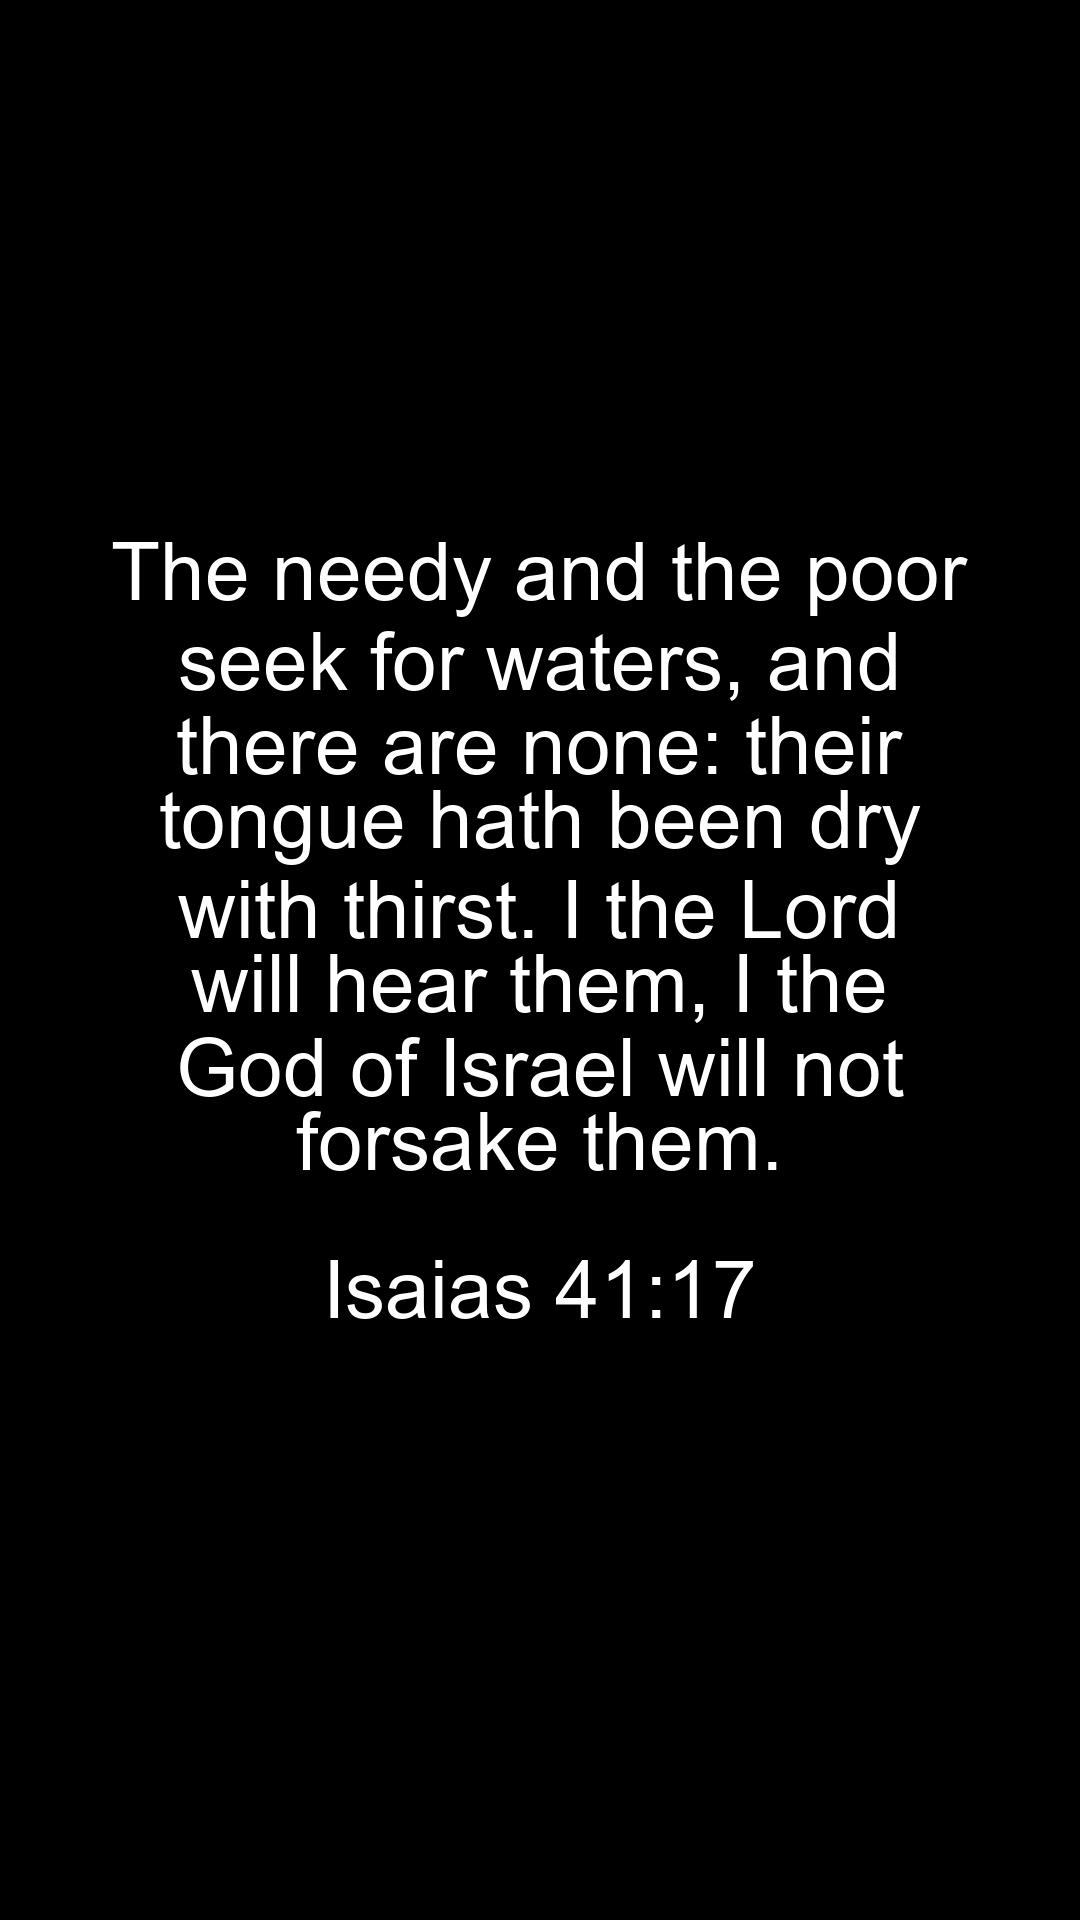 The needy and the poor
seek for waters, and
there are none: their
tongue hath been dry
with thirst. I the Lord
will hear them, I the
God of Israel will not
forsake them.
Isaias 41:17